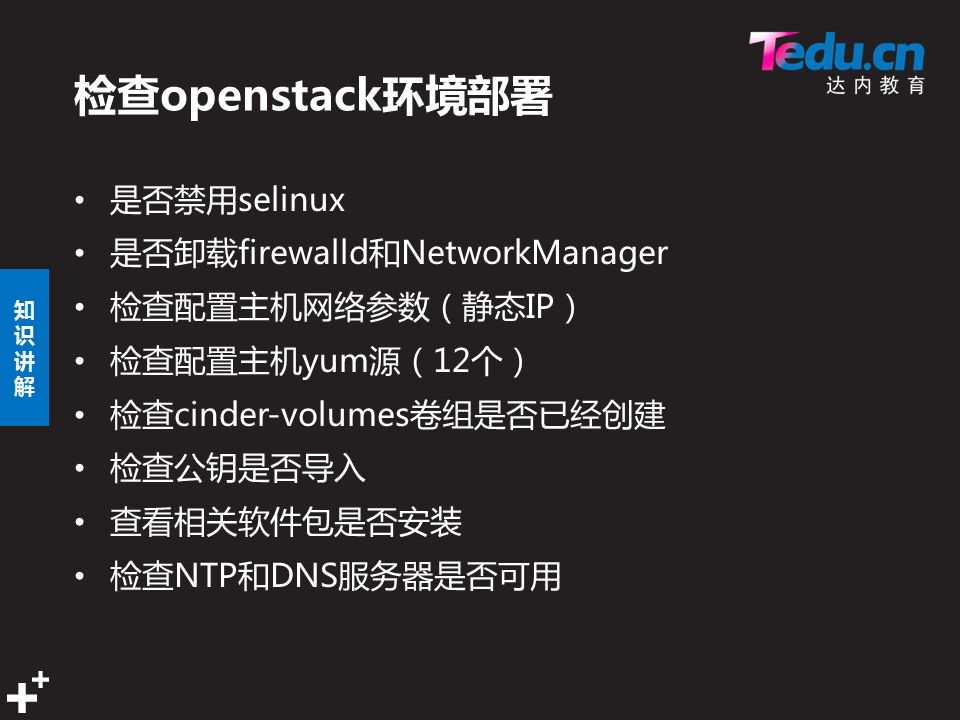 Tedu.cn
达内教育
检查openstack环境部署
• 是否禁用selinux
• 是否卸载firewalld和NetworkManager
• 检查配置主机网络参数（静态IP）
• 检查配置主机yum源（12个）
• 检查cinder-volumes卷组是否已经创建
• 检查公钥是否导入
• 查看相关软件包是否安装
• 检查NTP和DNS服务器是否可用
知
识
讲
解